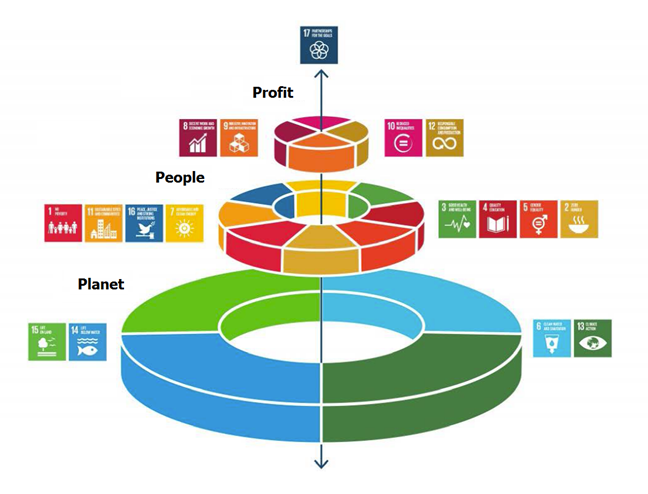 17 PARTNERSHIPS
FOR THE GOALS
Profit
8 DECENT WORK AND
ECONOMIC GROWTH
9 INDUSTRY, INNOVATION
AND INFRASTRUCTURE
10 REDUCED
INEQUALITIES
12 RESPONSIBLE
CONSUMPTION
AND PRODUCTION
People
1 NO
POVERTY
11 SUSTAINABLE CITIES
AND COMMUNITIES
16 PEACE, JUSTICE
AND STRONG
INSTITUTIONS
7 AFFORDABLE AND
CLEAN ENERGY
3 GOOD HEALTH
AND WELL-BEING
4 QUALITY
EDUCATION
5 GENDER
EQUALITY
2 ZERO
HUNGER
Planet
15 LIFE
ON LAND
14 LIFE
BELOW WATER
6 CLEAN WATER
AND SANITATION
13 CLIMATE
ACTION